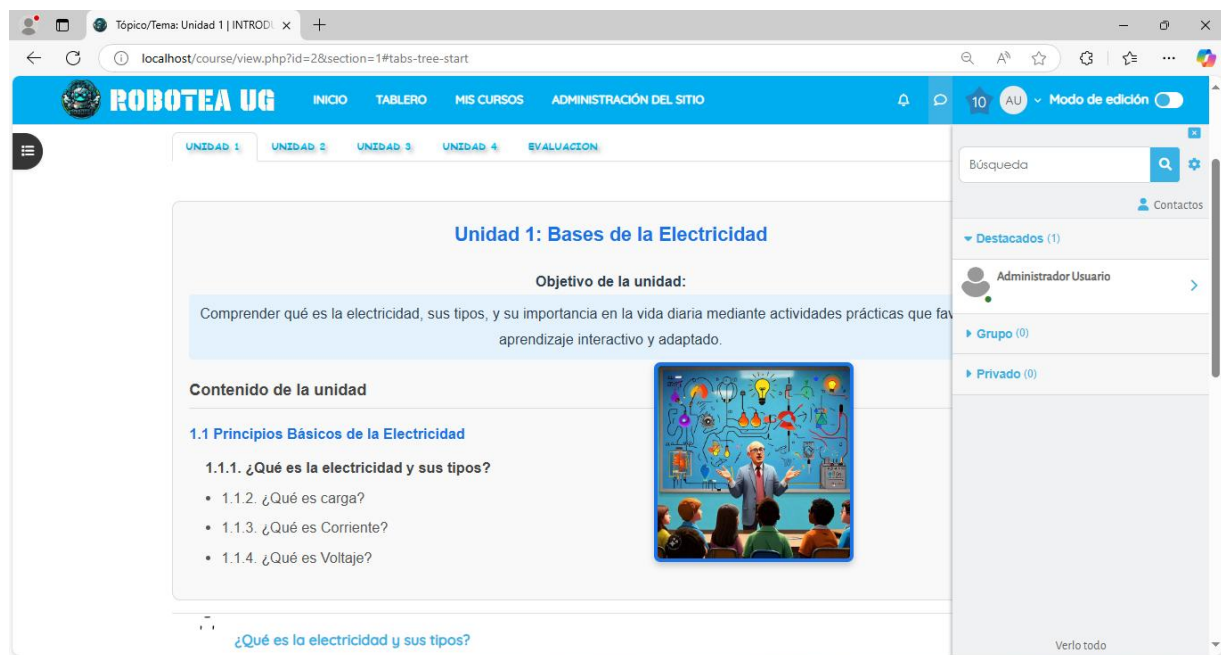 Tópico/Tema: Unidad 1 | INTRODU
localhost/course/view.php?id=2&section=1#tabs-tree-start
ROBOTEA UG INICIO TABLERO MIS CURSOS ADMINISTRACIÓN DEL SITIO 10 AU Modo de edición
UNIDAD 1 UNIDAD 2 UNIDAD 3 UNIDAD 4 EVALUACION
Unidad 1: Bases de la Electricidad
Objetivo de la unidad:
Comprender qué es la electricidad, sus tipos, y su importancia en la vida diaria mediante actividades prácticas que fav
aprendizaje interactivo y adaptado.
Contenido de la unidad
1.1 Principios Básicos de la Electricidad
1.1.1. ¿Qué es la electricidad y sus tipos?
• 1.1.2. ¿Qué es carga?
• 1.1.3. ¿Qué es Corriente?
• 1.1.4. ¿Qué es Voltaje?
¿Qué es la electricidad y sus tipos?
Búsqueda
Contactos
Destacados (1)
Administrador Usuario
Grupo (0)
Privado (0)
Verlo todo